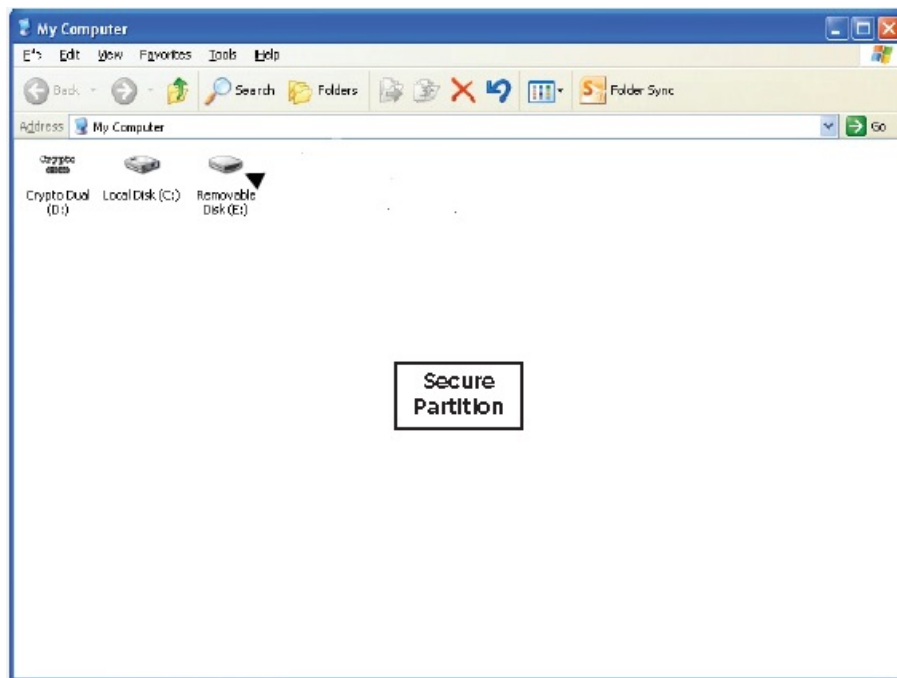 My Computer
Edit View Favorites Tools Help
Back Search Folders Folder Sync
Address My Computer Go
Crypto Dual Local Disk (C:) Removable
(D:) Disk (E:)
Secure
Partition